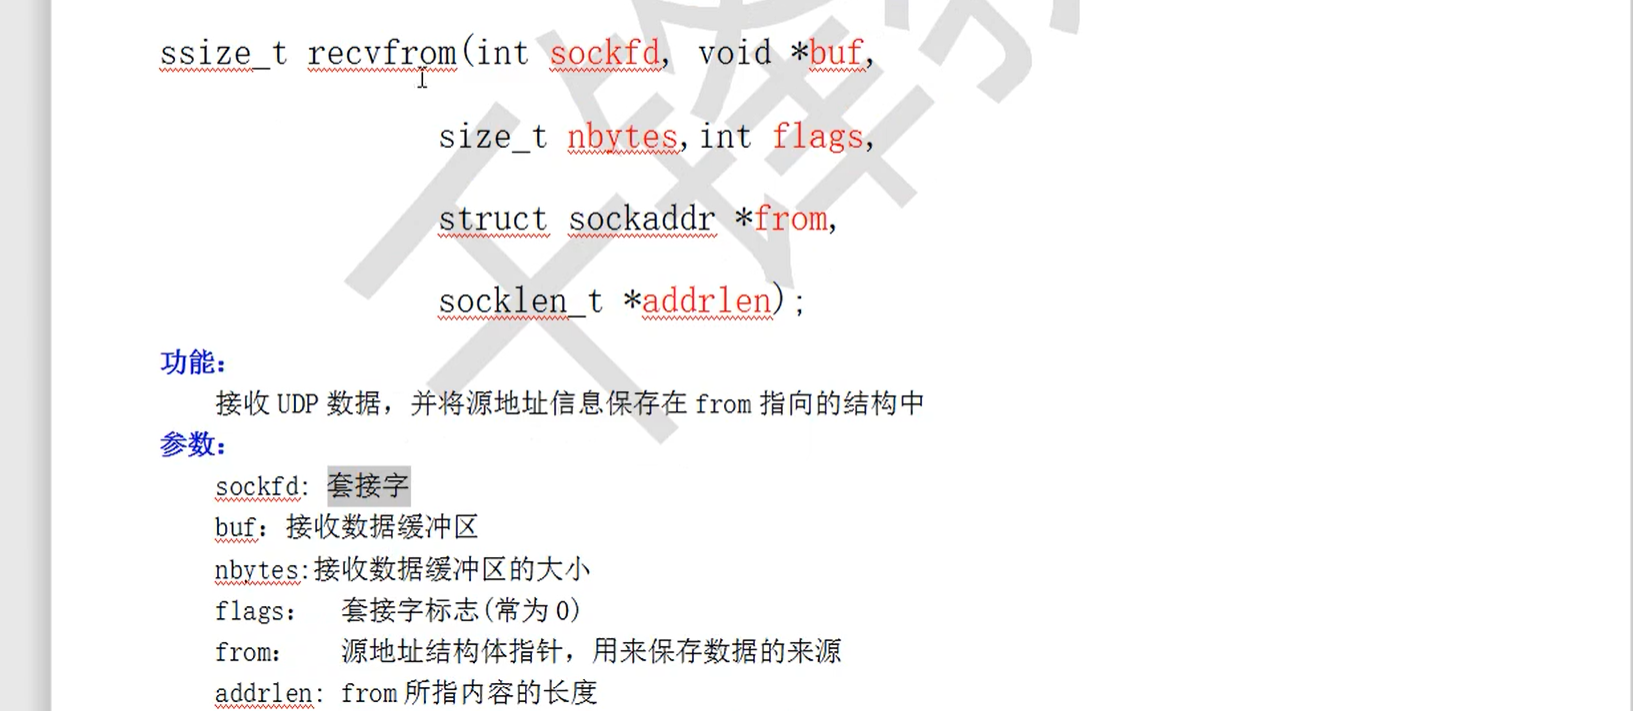 ssize_t recvfrom(int sockfd, void *buf,
size_t nbytes,int flags,
struct sockaddr *from,
socklen_t *addrlen);
功能:
接收 UDP 数据，并将源地址信息保存在 from 指向的结构中
参数:
sockfd: 套接字
buf: 接收数据缓冲区
nbytes:接收数据缓冲区的大小
flags: 套接字标志(常为 0)
from: 源地址结构体指针，用来保存数据的来源
addrlen: from 所指内容的长度
千锋